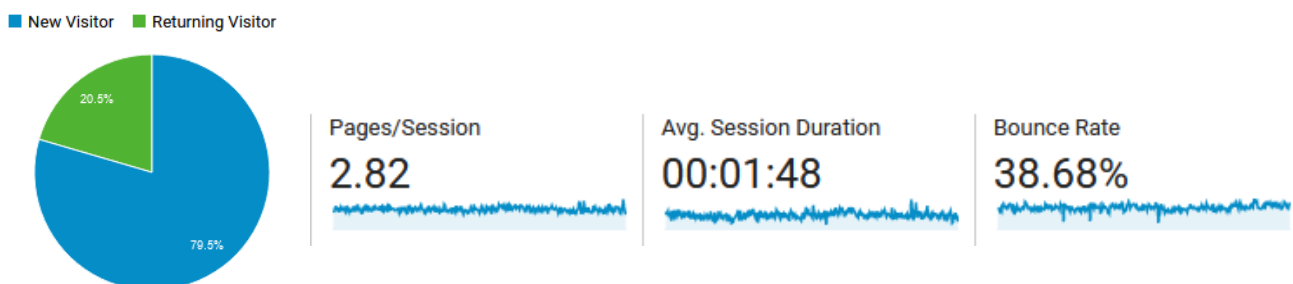 New Visitor Returning Visitor
20.5%
79.5%
Pages/Session
2.82
Avg. Session Duration
00:01:48
Bounce Rate
38.68%